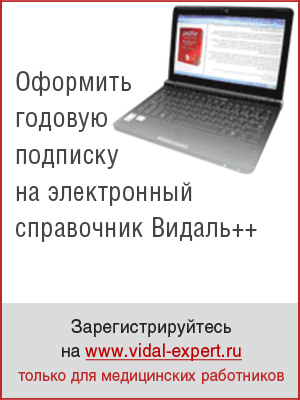 Оформить
годовую
подписку
на электронный
справочник Видаль++
Зарегистрируйтесь
на www.vidal-expert.ru
только для медицинских работников